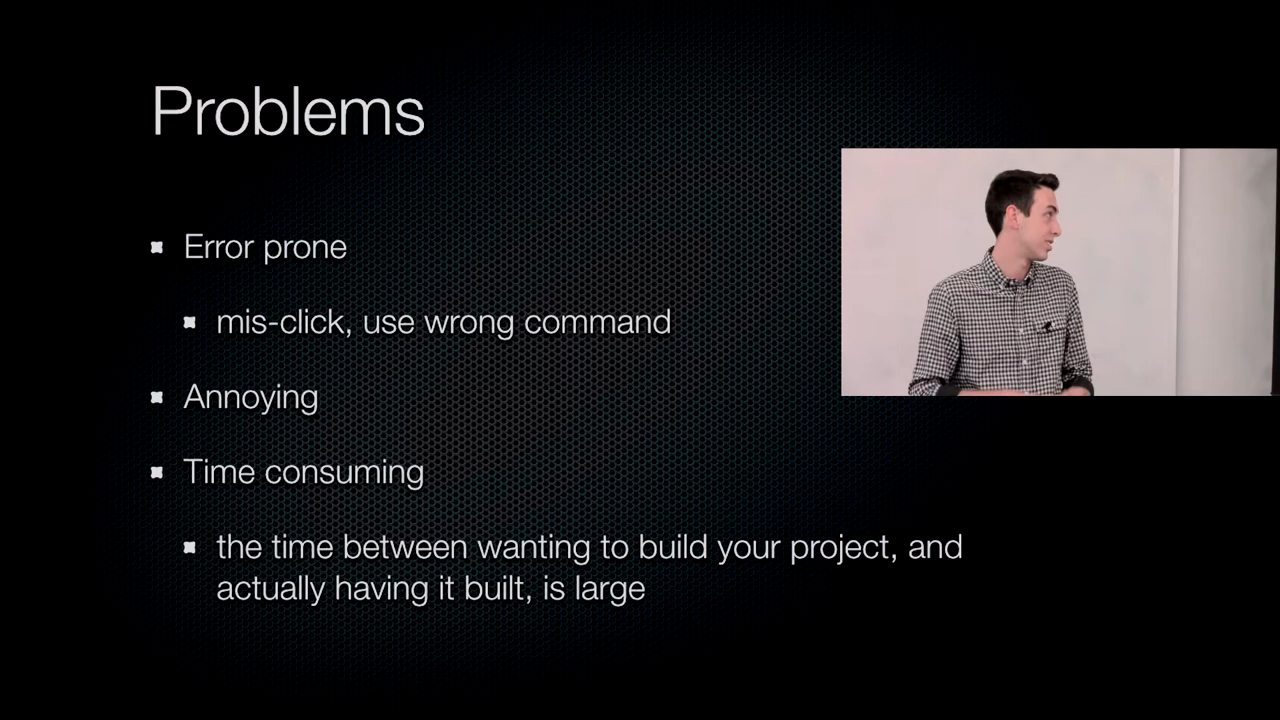 Problems
Error prone
mis-click, use wrong command
Annoying
Time consuming
the time between wanting to build your project, and
actually having it built, is large